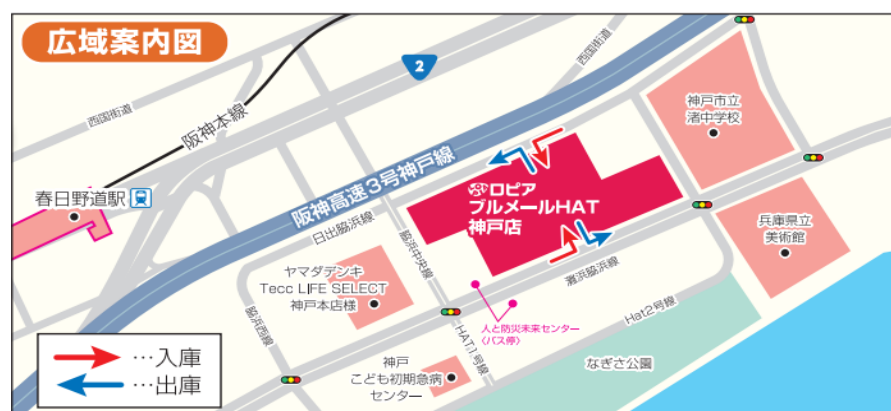 広域案内図
2
西国街道
西国街道
阪神本線
神戸市立
渚中学校
春日野道駅
阪神高速3号神戸線
ロピア
ブルメールHAT
神戸店
日出脇浜線
脇浜中央線
兵庫県立
美術館
ヤマダデンキ
Tecc LIFE SELECT
神戸本店様
灘浜脇浜線
脇浜西線
人と防災未来センター
〈バス停〉
Hat2号線
HAT1号線
なぎさ公園
神戸
こども初期急病
センター
…入庫
…出庫